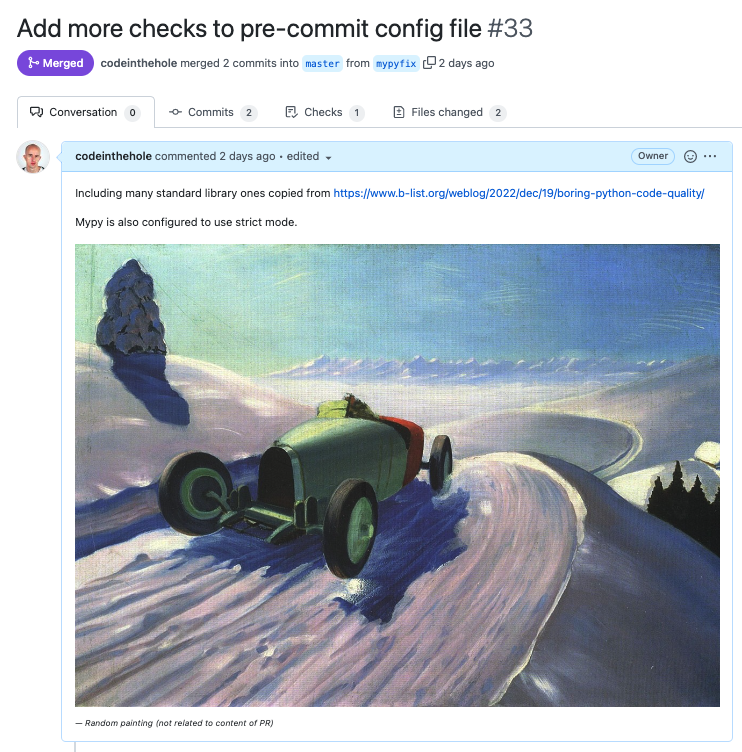 Add more checks to pre-commit config file #33
Merged codeinthehole merged 2 commits into master from mypyfix 2 days ago
Conversation 0 Commits 2 Checks 1 Files changed 2
codeinthehole commented 2 days ago • edited Owner
Including many standard library ones copied from https://www.b-list.org/weblog/2022/dec/19/boring-python-code-quality/
Mypy is also configured to use strict mode.
— Random painting (not related to content of PR)